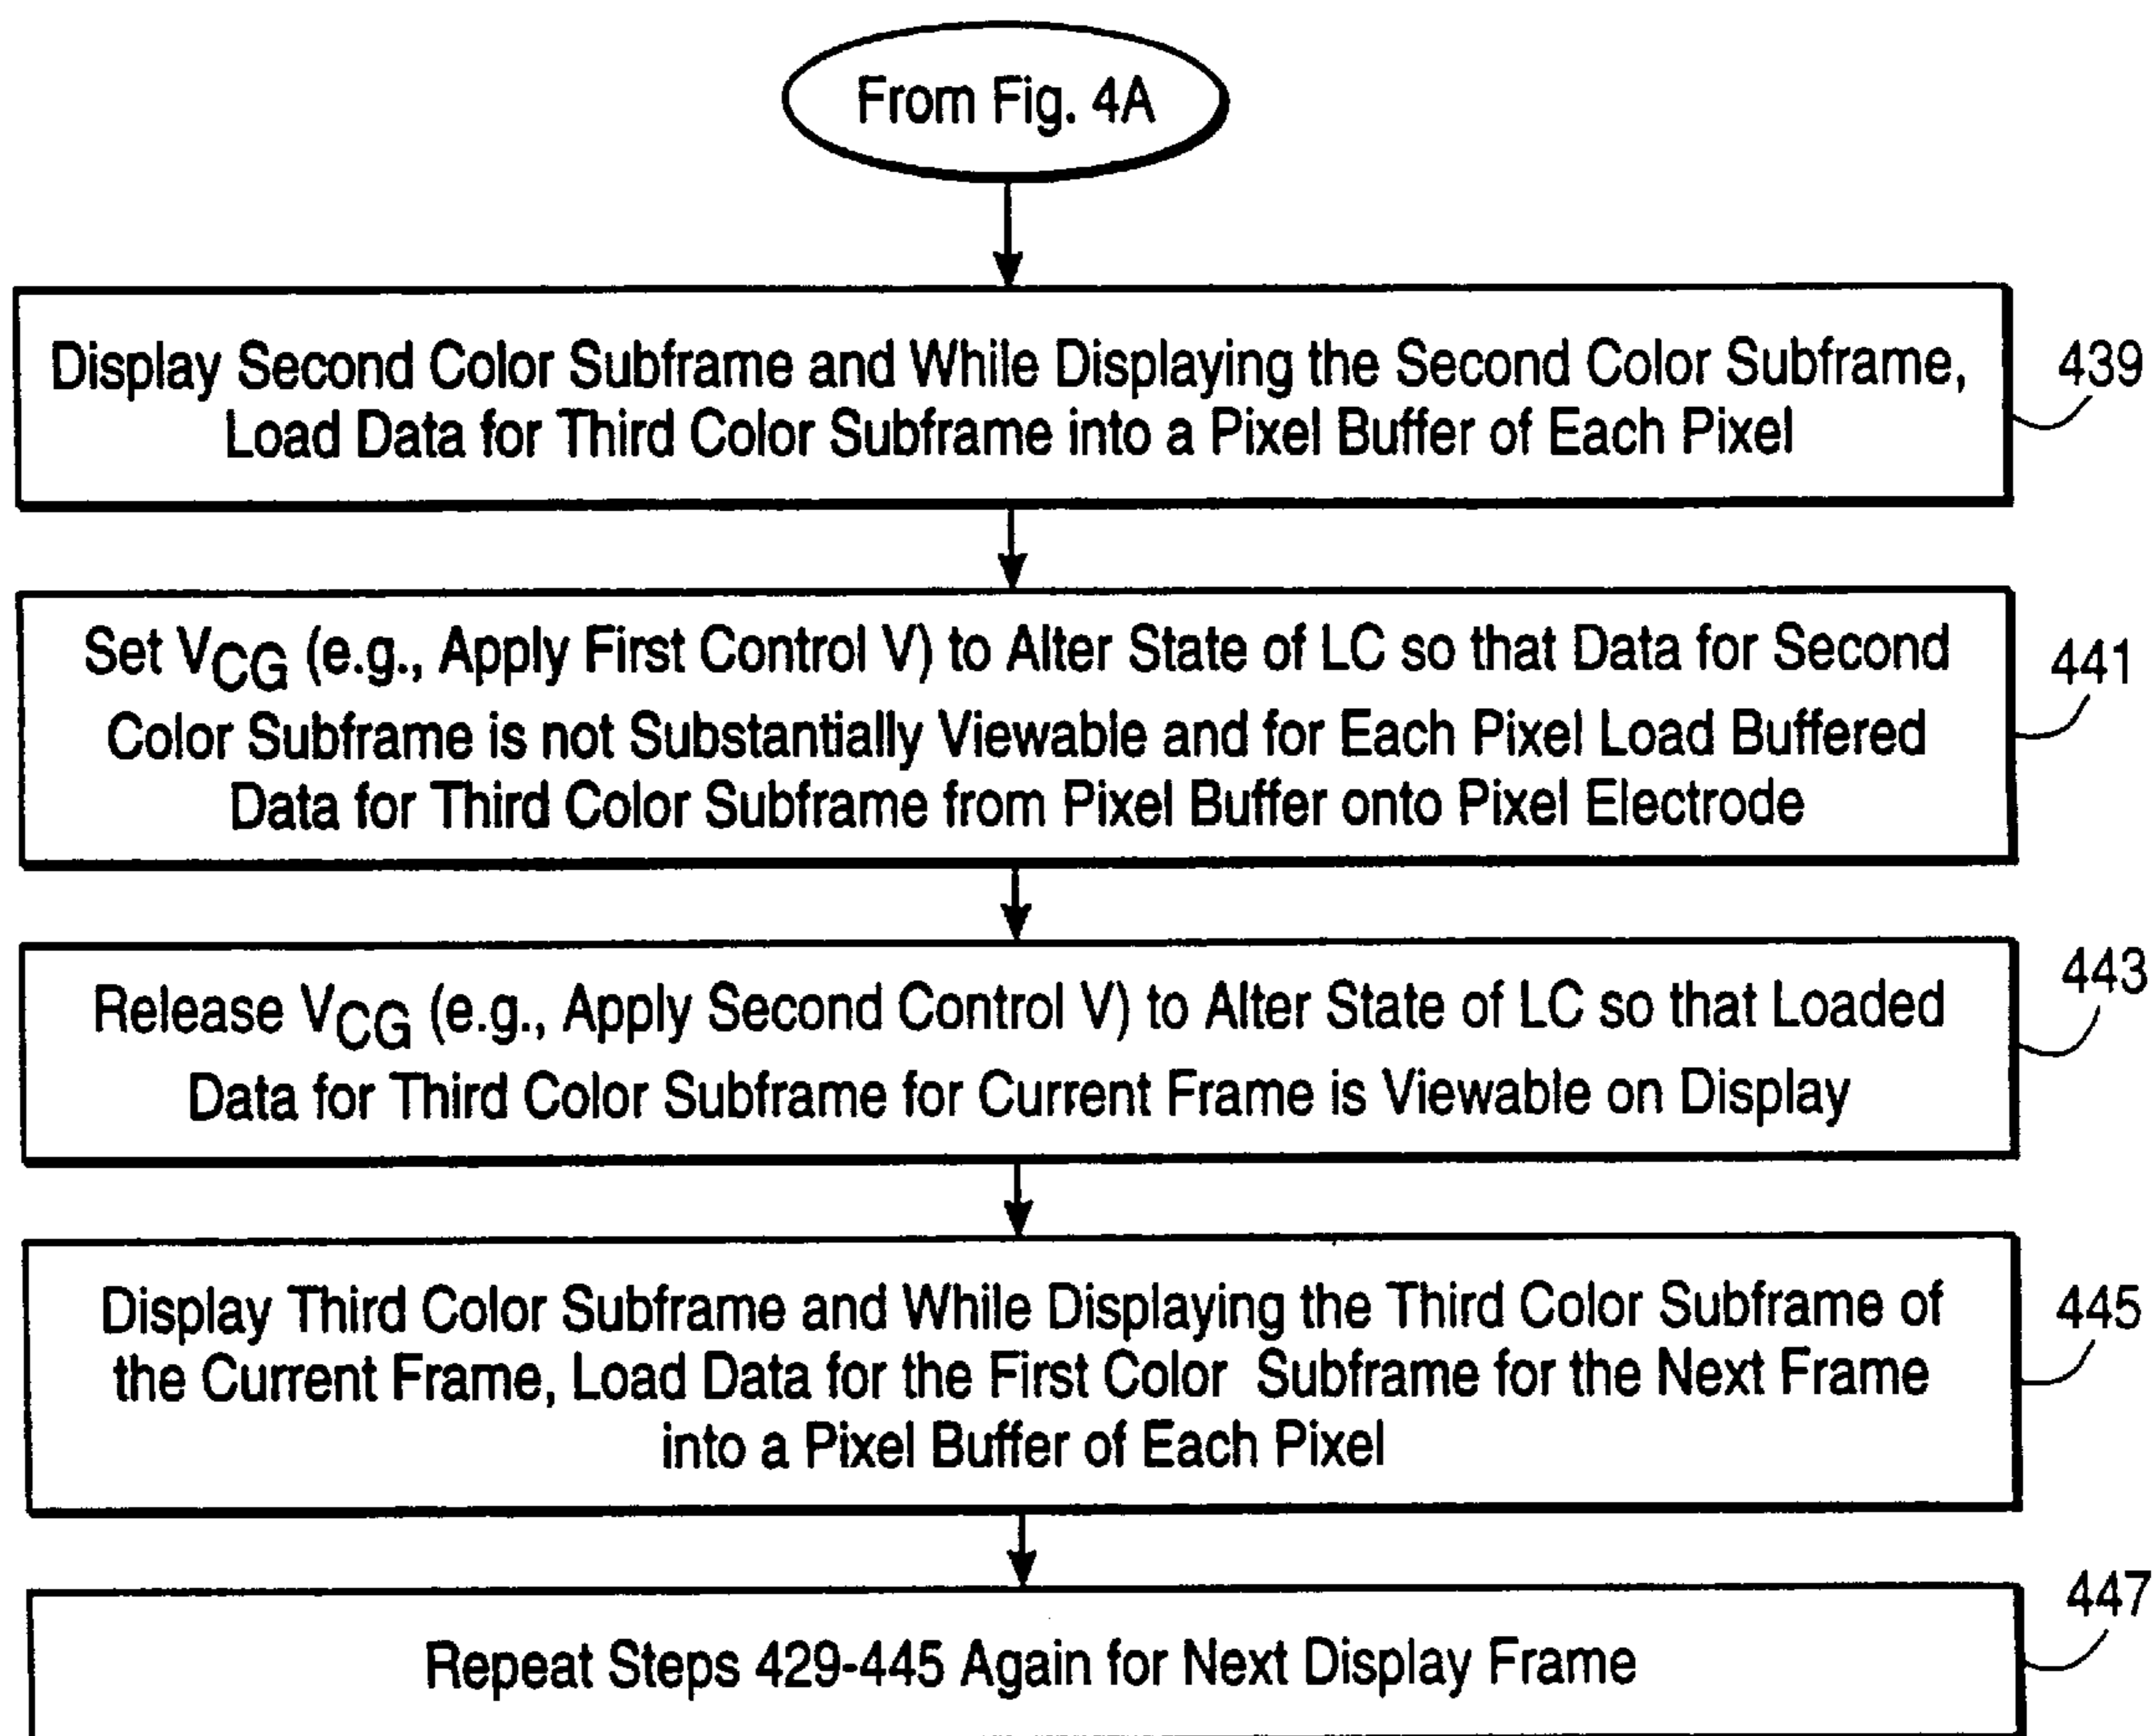 From Fig. 4A
Display Second Color Subframe and While Displaying the Second Color Subframe,
Load Data for Third Color Subframe into a Pixel Buffer of Each Pixel
439
Set VCG (e.g., Apply First Control V) to Alter State of LC so that Data for Second
Color Subframe is not Substantially Viewable and for Each Pixel Load Buffered
Data for Third Color Subframe from Pixel Buffer onto Pixel Electrode
441
Release VCG (e.g., Apply Second Control V) to Alter State of LC so that Loaded
Data for Third Color Subframe for Current Frame is Viewable on Display
443
Display Third Color Subframe and While Displaying the Third Color Subframe of
the Current Frame, Load Data for the First Color Subframe for the Next Frame
into a Pixel Buffer of Each Pixel
445
Repeat Steps 429-445 Again for Next Display Frame
447